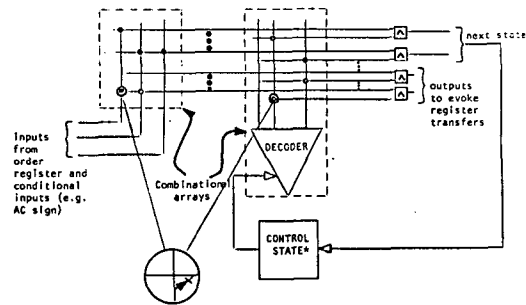 next state
outputs
to evoke
register
transfers
Inputs
from
order
register and
conditional
inputs (e.g.
AC sign)
Combinational
arrays
DECODER
CONTROL
STATE*